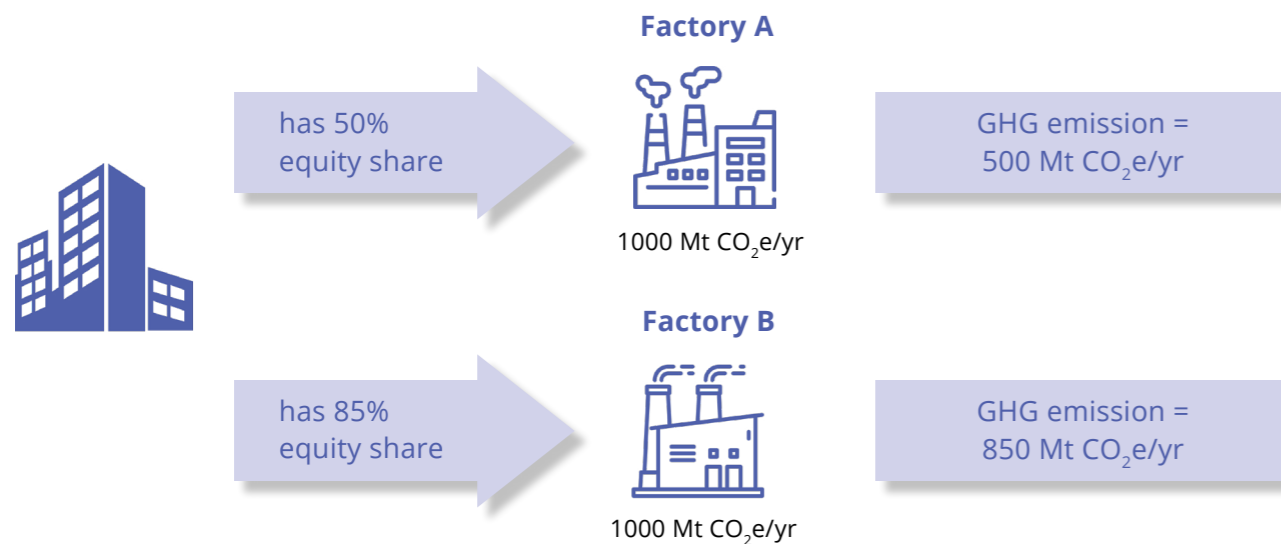 Factory A
has 50%
equity share
GHG emission =
500 Mt CO₂e/yr
1000 Mt CO₂e/yr
Factory B
has 85%
equity share
GHG emission =
850 Mt CO₂e/yr
1000 Mt CO₂e/yr